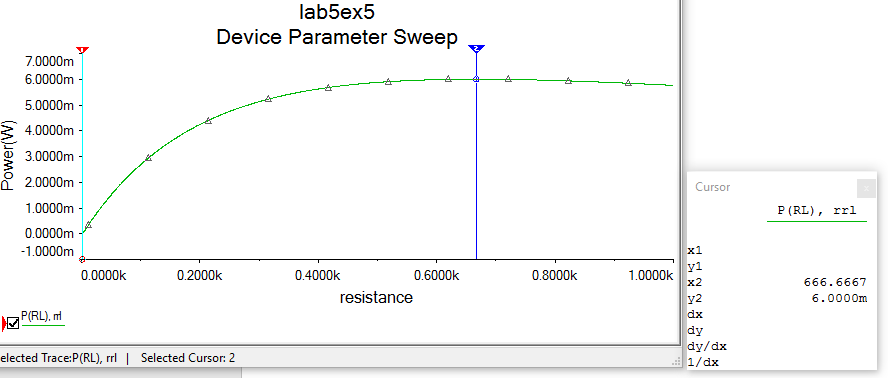 lab5ex5
Device Parameter Sweep
1
2
7.0000m
6.0000m
5.0000m
4.0000m
3.0000m
2.0000m
1.0000m
0.0000m
-1.0000m
Power(W)
0.0000k 0.2000k 0.4000k 0.6000k 0.8000k 1.0000k
resistance
P(RL), rrl
elected Trace:P(RL), rrl | Selected Cursor: 2
Cursor x
P(RL), rrl
x1
y1
x2 666.6667
y2 6.0000m
dx
dy
dy/dx
1/dx